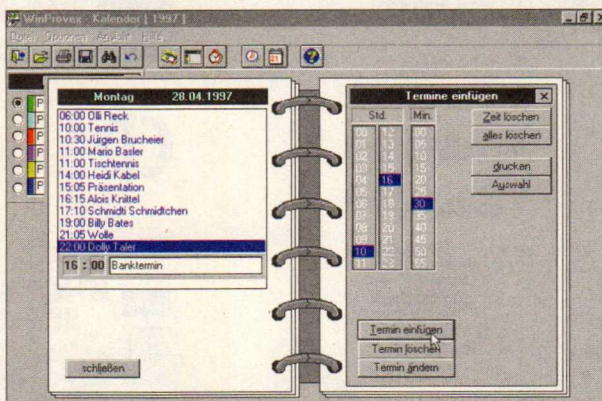 WinProvex - Kalender [ 1997 ]
Datei Optionen Ansicht Hilfe
Montag 28.04.1997
06:00 Olli Reck
10:00 Tennis
10:30 Jürgen Brucheier
11:00 Mario Basler
11:00 Tischtennis
14:00 Heidi Kabel
15:05 Präsentation
16:15 Alois Knittel
17:10 Schmidti Schmidtchen
19:00 Billy Bates
21:05 Wolle
22:00 Dolly Taler
16 : 00 Banktermin
schließen
Termine einfügen
Std. Min.
00 12 00
01 13 05
02 14 10
03 15 15
04 16 20
05 17 25
06 18 30
07 19 35
08 20 40
09 21 45
10 22 50
11 23 55
Zeit löschen
alles löschen
drucken
Auswahl
Termin einfügen
Termin löschen
Termin ändern